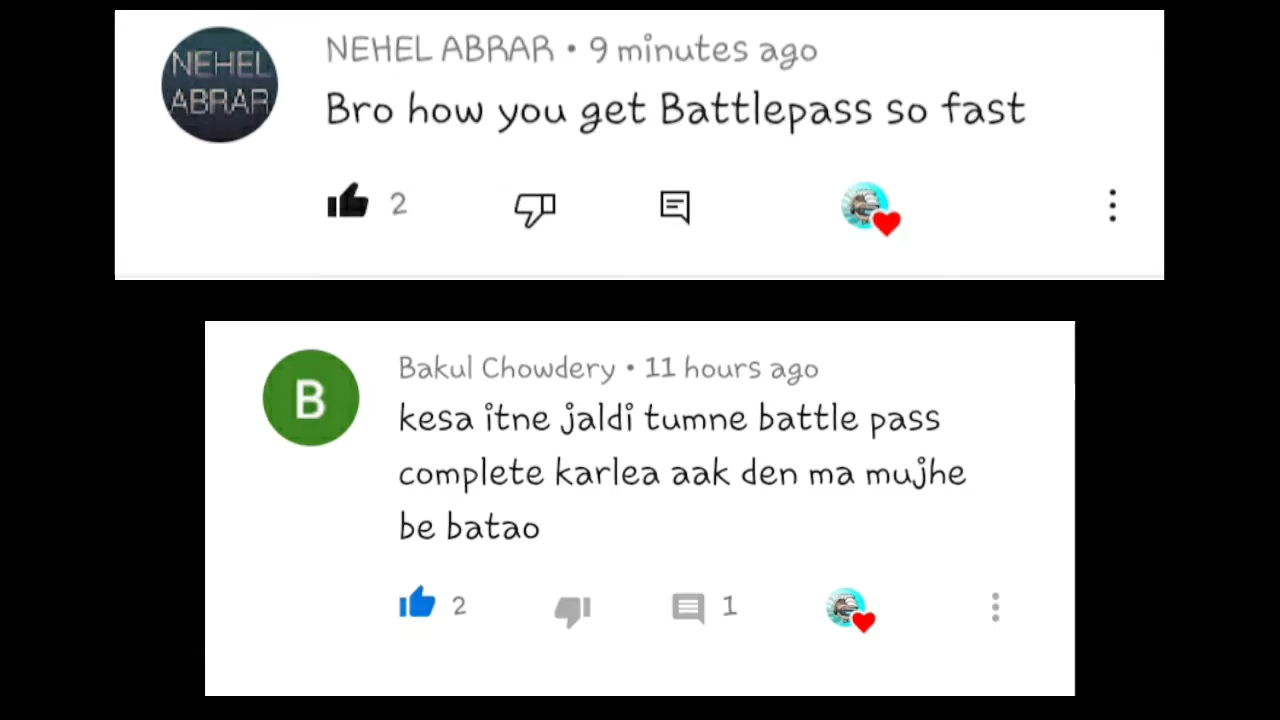 NEHEL
ABRAR
NEHEL ABRAR • 9 minutes ago
Bro how you get Battlepass so fast
2
B
Bakul Chowdery • 11 hours ago
kesa itne jaldi tumne battle pass
complete karlea aak den ma mujhe
be batao
2 1